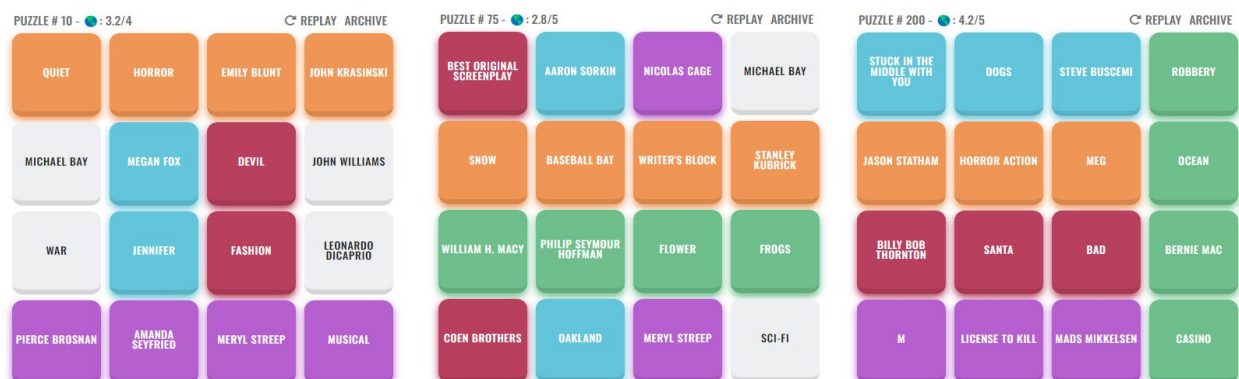 PUZZLE # 10 - 🌎 : 3.2/4
REPLAY ARCHIVE
QUIET
HORROR
EMILY BLUNT
JOHN KRASINSKI
MICHAEL BAY
MEGAN FOX
DEVIL
JOHN WILLIAMS
WAR
JENNIFER
FASHION
LEONARDO
DICAPRIO
PIERCE BROSNAN
AMANDA
SEYFRIED
MERYL STREEP
MUSICAL
PUZZLE # 75 - 🌎 : 2.8/5
REPLAY ARCHIVE
BEST ORIGINAL
SCREENPLAY
AARON SORKIN
NICOLAS CAGE
MICHAEL BAY
SNOW
BASEBALL BAT
WRITER'S BLOCK
STANLEY
KUBRICK
WILLIAM H. MACY
PHILIP SEYMOUR
HOFFMAN
FLOWER
FROGS
COEN BROTHERS
OAKLAND
MERYL STREEP
SCI-FI
PUZZLE # 200 - 🌎 : 4.2/5
REPLAY ARCHIVE
STUCK IN THE
MIDDLE WITH
YOU
DOGS
STEVE BUSCEMI
ROBBERY
JASON STATHAM
HORROR ACTION
MEG
OCEAN
BILLY BOB
THORNTON
SANTA
BAD
BERNIE MAC
M
LICENSE TO KILL
MADS MIKKELSEN
CASINO